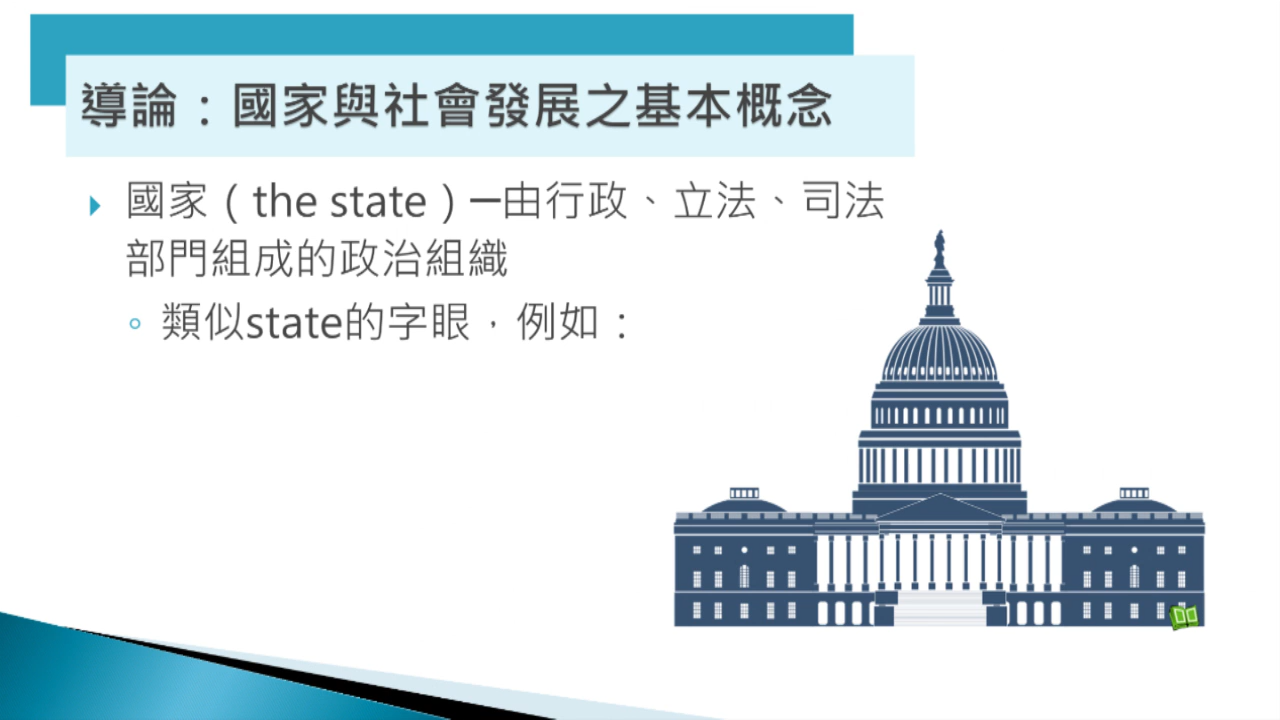 導論：國家與社會發展之基本概念
國家（the state）─由行政、立法、司法
部門組成的政治組織
類似state的字眼，例如：